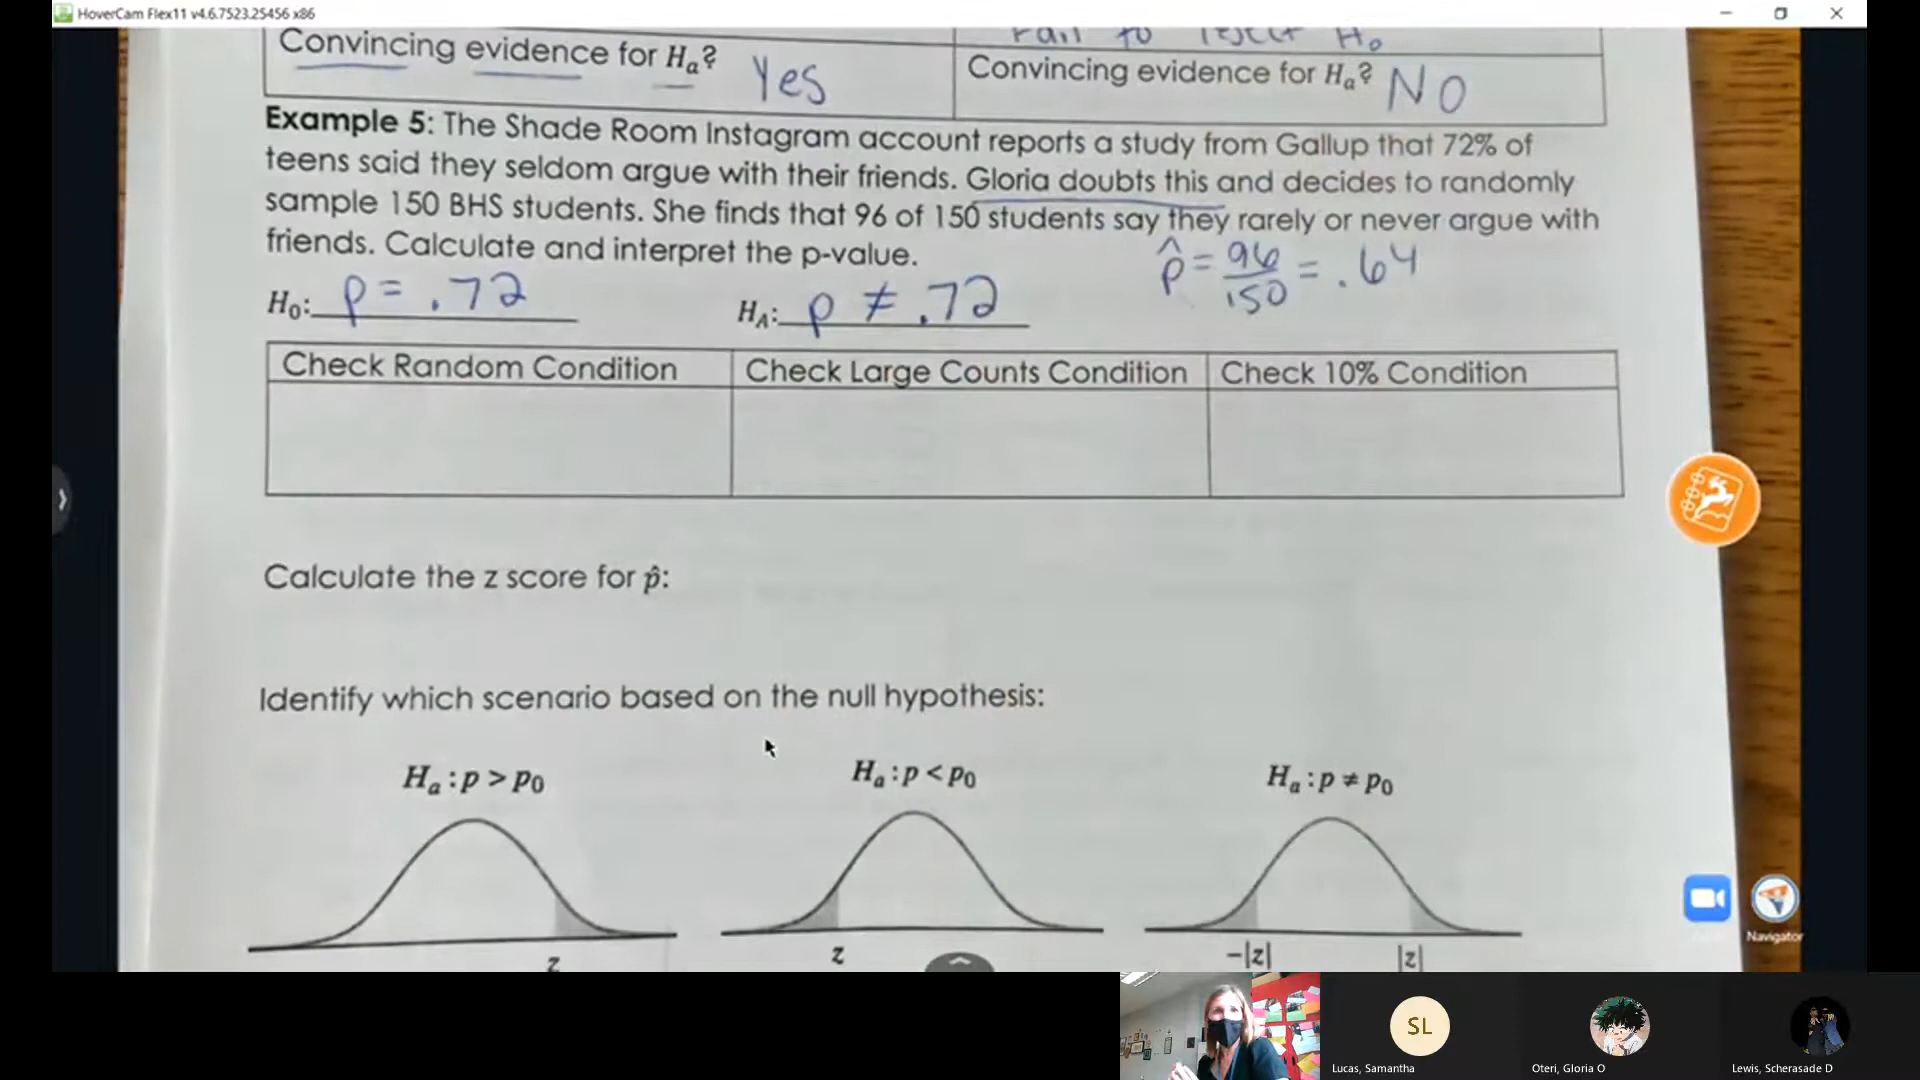 HoverCam Flex11 v4.6.7523.25456 x86
Fail to reject H₀
Convincing evidence for Hₐ? Yes
Convincing evidence for Hₐ? NO
Example 5: The Shade Room Instagram account reports a study from Gallup that 72% of
teens said they seldom argue with their friends. Gloria doubts this and decides to randomly
sample 150 BHS students. She finds that 96 of 150 students say they rarely or never argue with
friends. Calculate and interpret the p-value.
p̂ = 96/150 = .64
H₀: p = .72
H_A: p ≠ .72
Check Random Condition
Check Large Counts Condition
Check 10% Condition
Calculate the z score for p̂:
Identify which scenario based on the null hypothesis:
Hₐ : p > p₀
Hₐ : p < p₀
Hₐ : p ≠ p₀
z
z
−|z|
|z|
Navigator
SL
Lucas, Samantha
Oteri, Gloria O
Lewis, Scherasade D